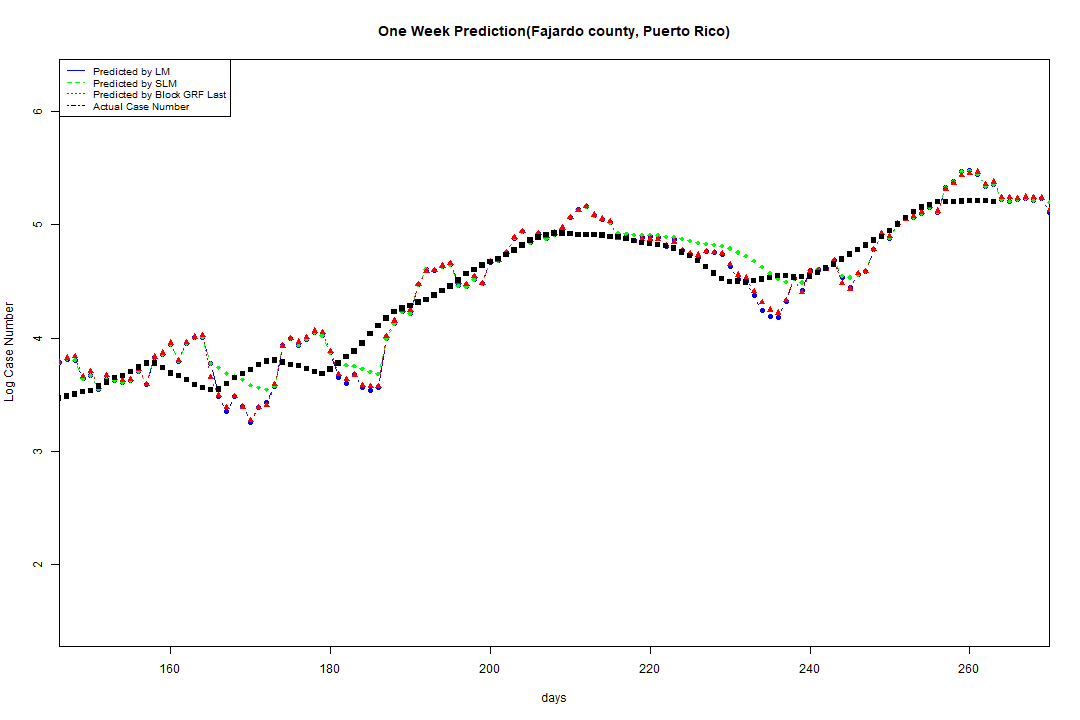 One Week Prediction(Fajardo county, Puerto Rico)
Predicted by LM
Predicted by SLM
Predicted by Block GRF Last
Actual Case Number
6
5
4
3
2
Log Case Number
160 180 200 220 240 260
days